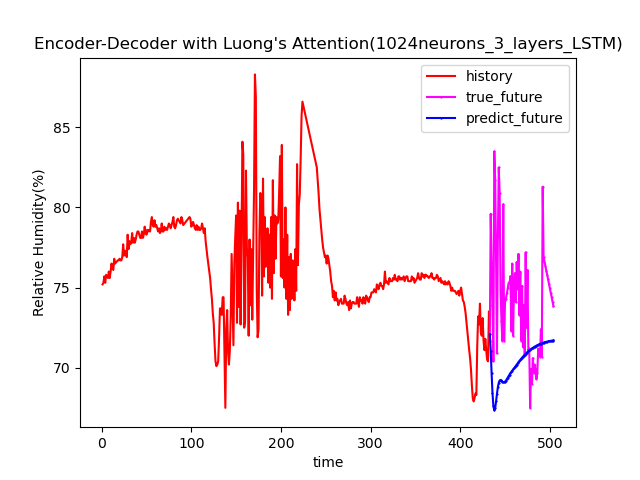 Encoder-Decoder with Luong's Attention(1024neurons_3_layers_LSTM)
history
true_future
predict_future
Relative Humidity(%)
85
80
75
70
0 100 200 300 400 500
time